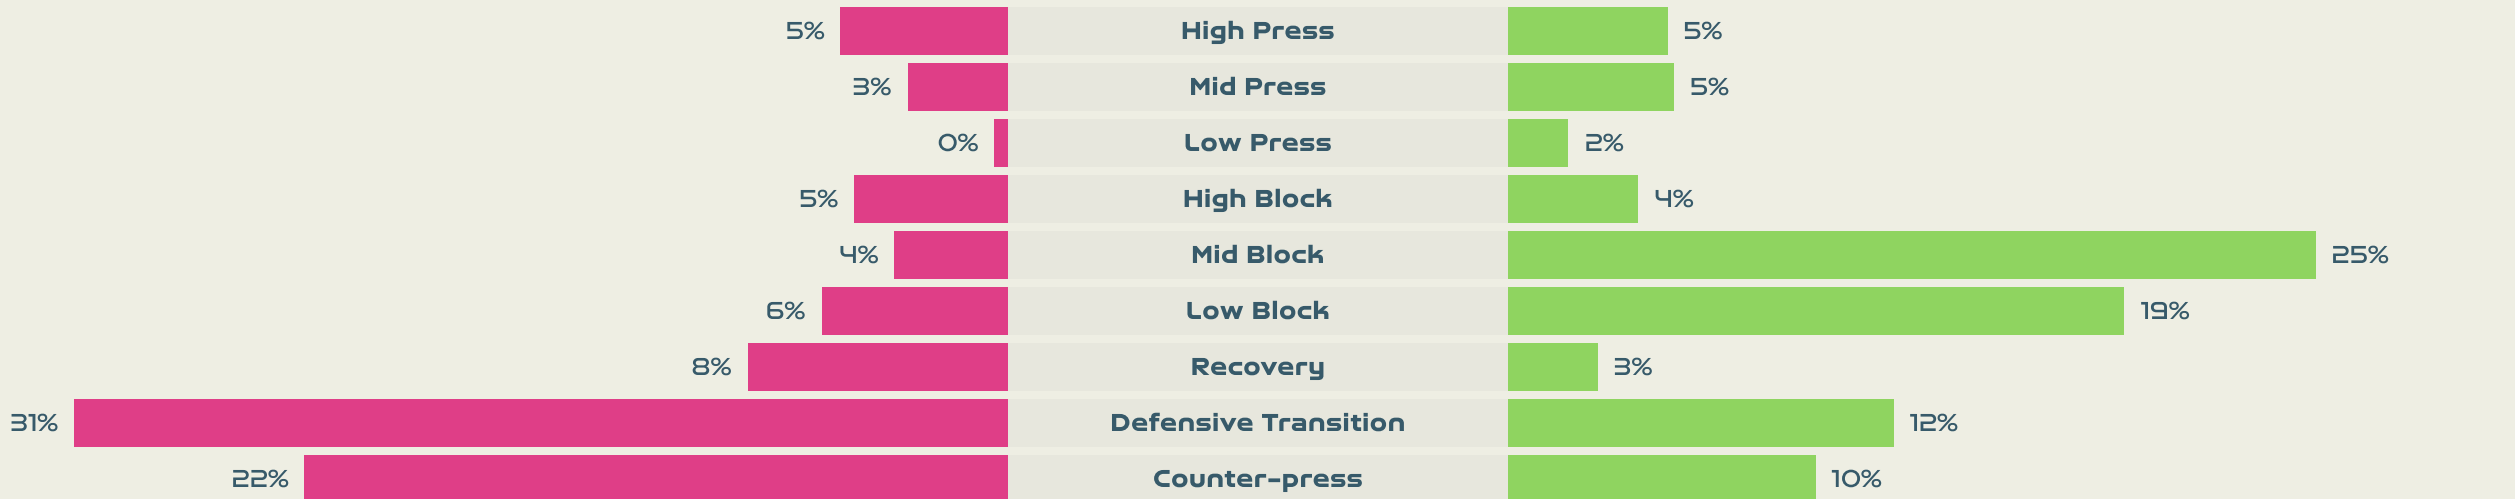 5% High Press 5%
3% Mid Press 5%
0% Low Press 2%
5% High Block 4%
4% Mid Block 25%
6% Low Block 19%
8% Recovery 3%
31% Defensive Transition 12%
22% Counter-press 10%